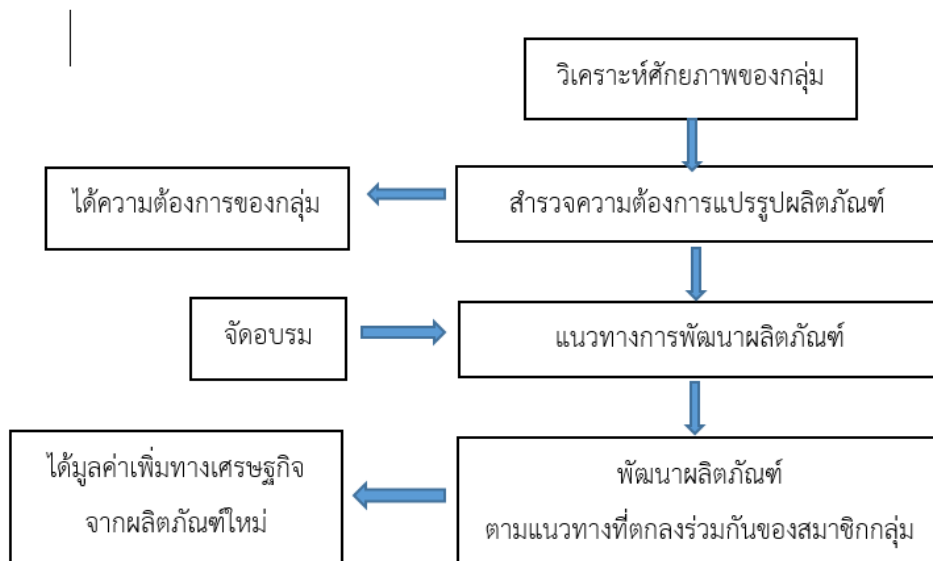 วิเคราะห์ศักยภาพของกลุ่ม
ได้ความต้องการของกลุ่ม
สำรวจความต้องการแปรรูปผลิตภัณฑ์
จัดอบรม
แนวทางการพัฒนาผลิตภัณฑ์
ได้มูลค่าเพิ่มทางเศรษฐกิจ
จากผลิตภัณฑ์ใหม่
พัฒนาผลิตภัณฑ์
ตามแนวทางที่ตกลงร่วมกันของสมาชิกกลุ่ม